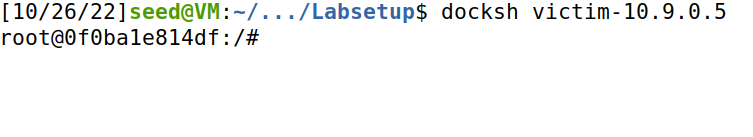 [10/26/22]seed@VM:~/.../Labsetup$ docksh victim-10.9.0.5
root@0f0ba1e814df:/#